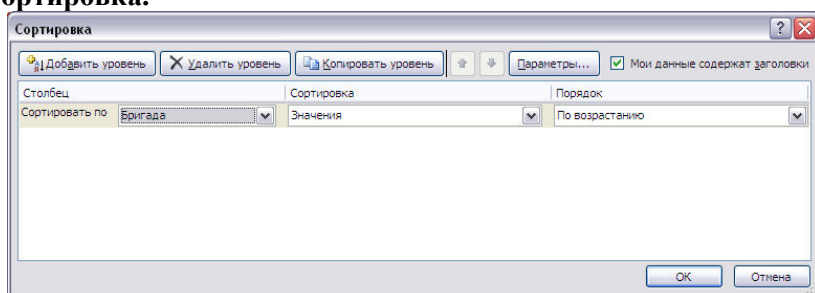 ортировка.
Сортировка
Добавить уровень Удалить уровень Копировать уровень Параметры... Мои данные содержат заголовки
Столбец Сортировка Порядок
Сортировать по Бригада Значения По возрастанию
ОК Отмена